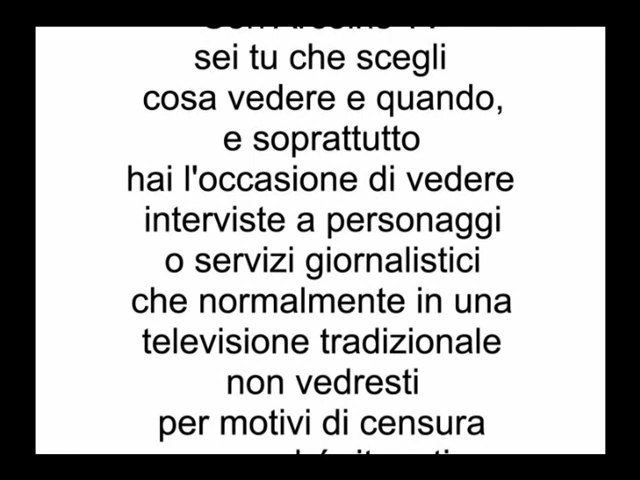 sei tu che scegli
cosa vedere e quando,
e soprattutto
hai l'occasione di vedere
interviste a personaggi
o servizi giornalistici
che normalmente in una
televisione tradizionale
non vedresti
per motivi di censura